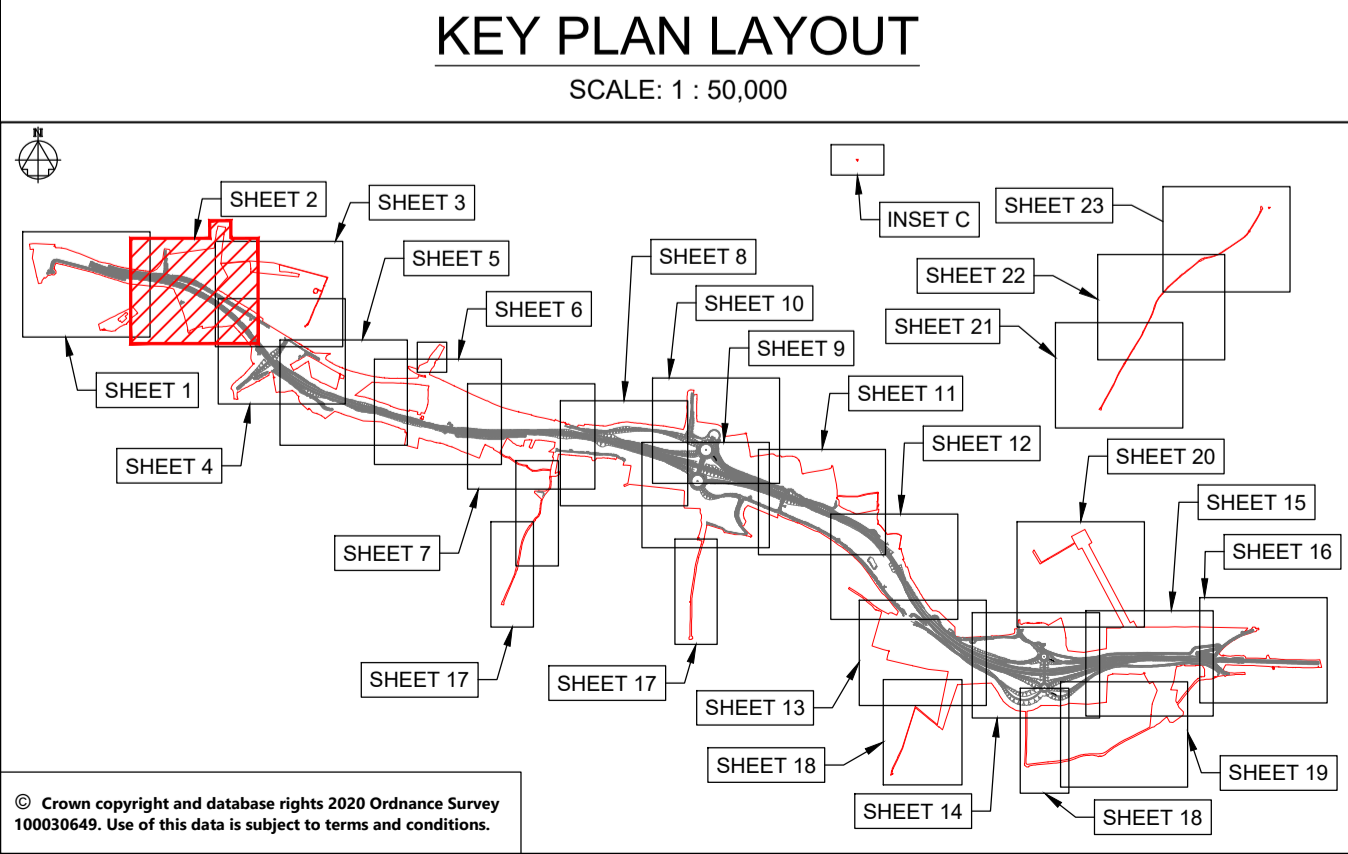 KEY PLAN LAYOUT
SCALE: 1 : 50,000
N
SHEET 2
SHEET 3
INSET C
SHEET 23
SHEET 5
SHEET 8
SHEET 22
SHEET 6
SHEET 10
SHEET 21
SHEET 9
SHEET 1
SHEET 11
SHEET 4
SHEET 12
SHEET 20
SHEET 15
SHEET 7
SHEET 16
SHEET 17
SHEET 17
SHEET 13
SHEET 18
SHEET 19
SHEET 14
SHEET 18
© Crown copyright and database rights 2020 Ordnance Survey
100030649. Use of this data is subject to terms and conditions.